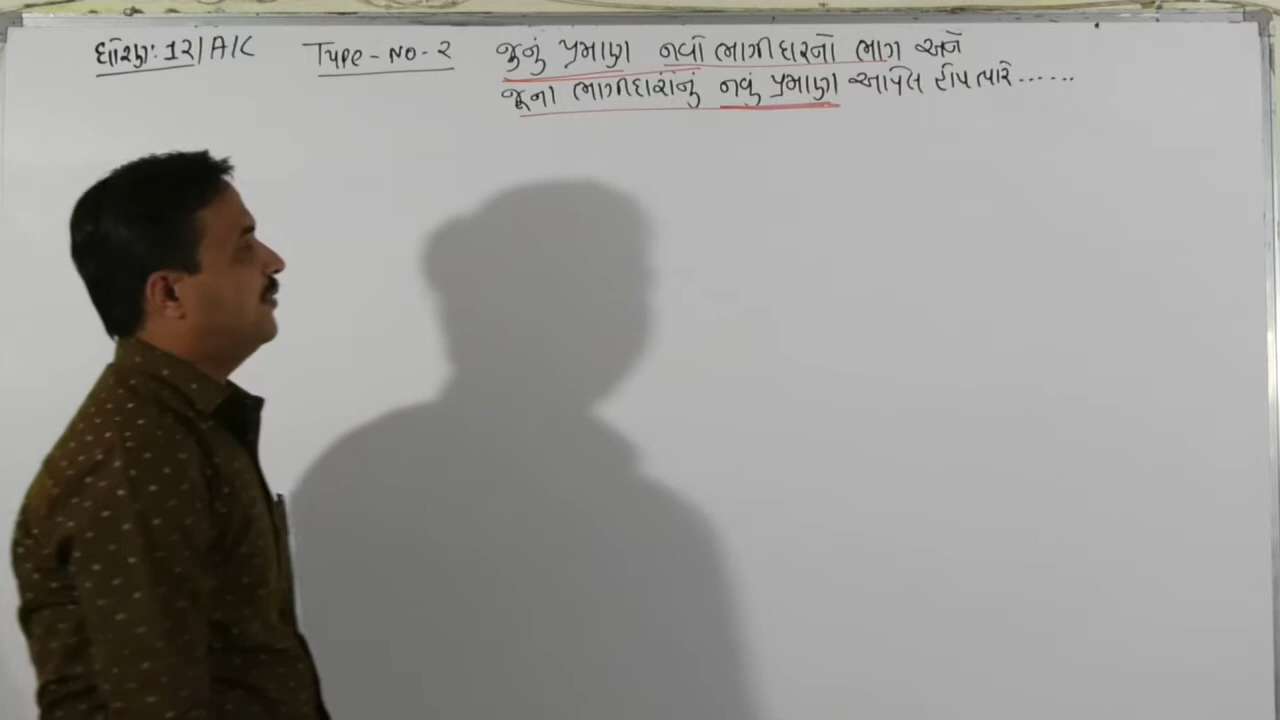 ધોરણ: 12/A/C Type-No-2 જુનું પ્રમાણ નવા ભાગીદારનો ભાગ અને
જૂના ભાગીદારોનું નવું પ્રમાણ આપેલ હોય ત્યારે......